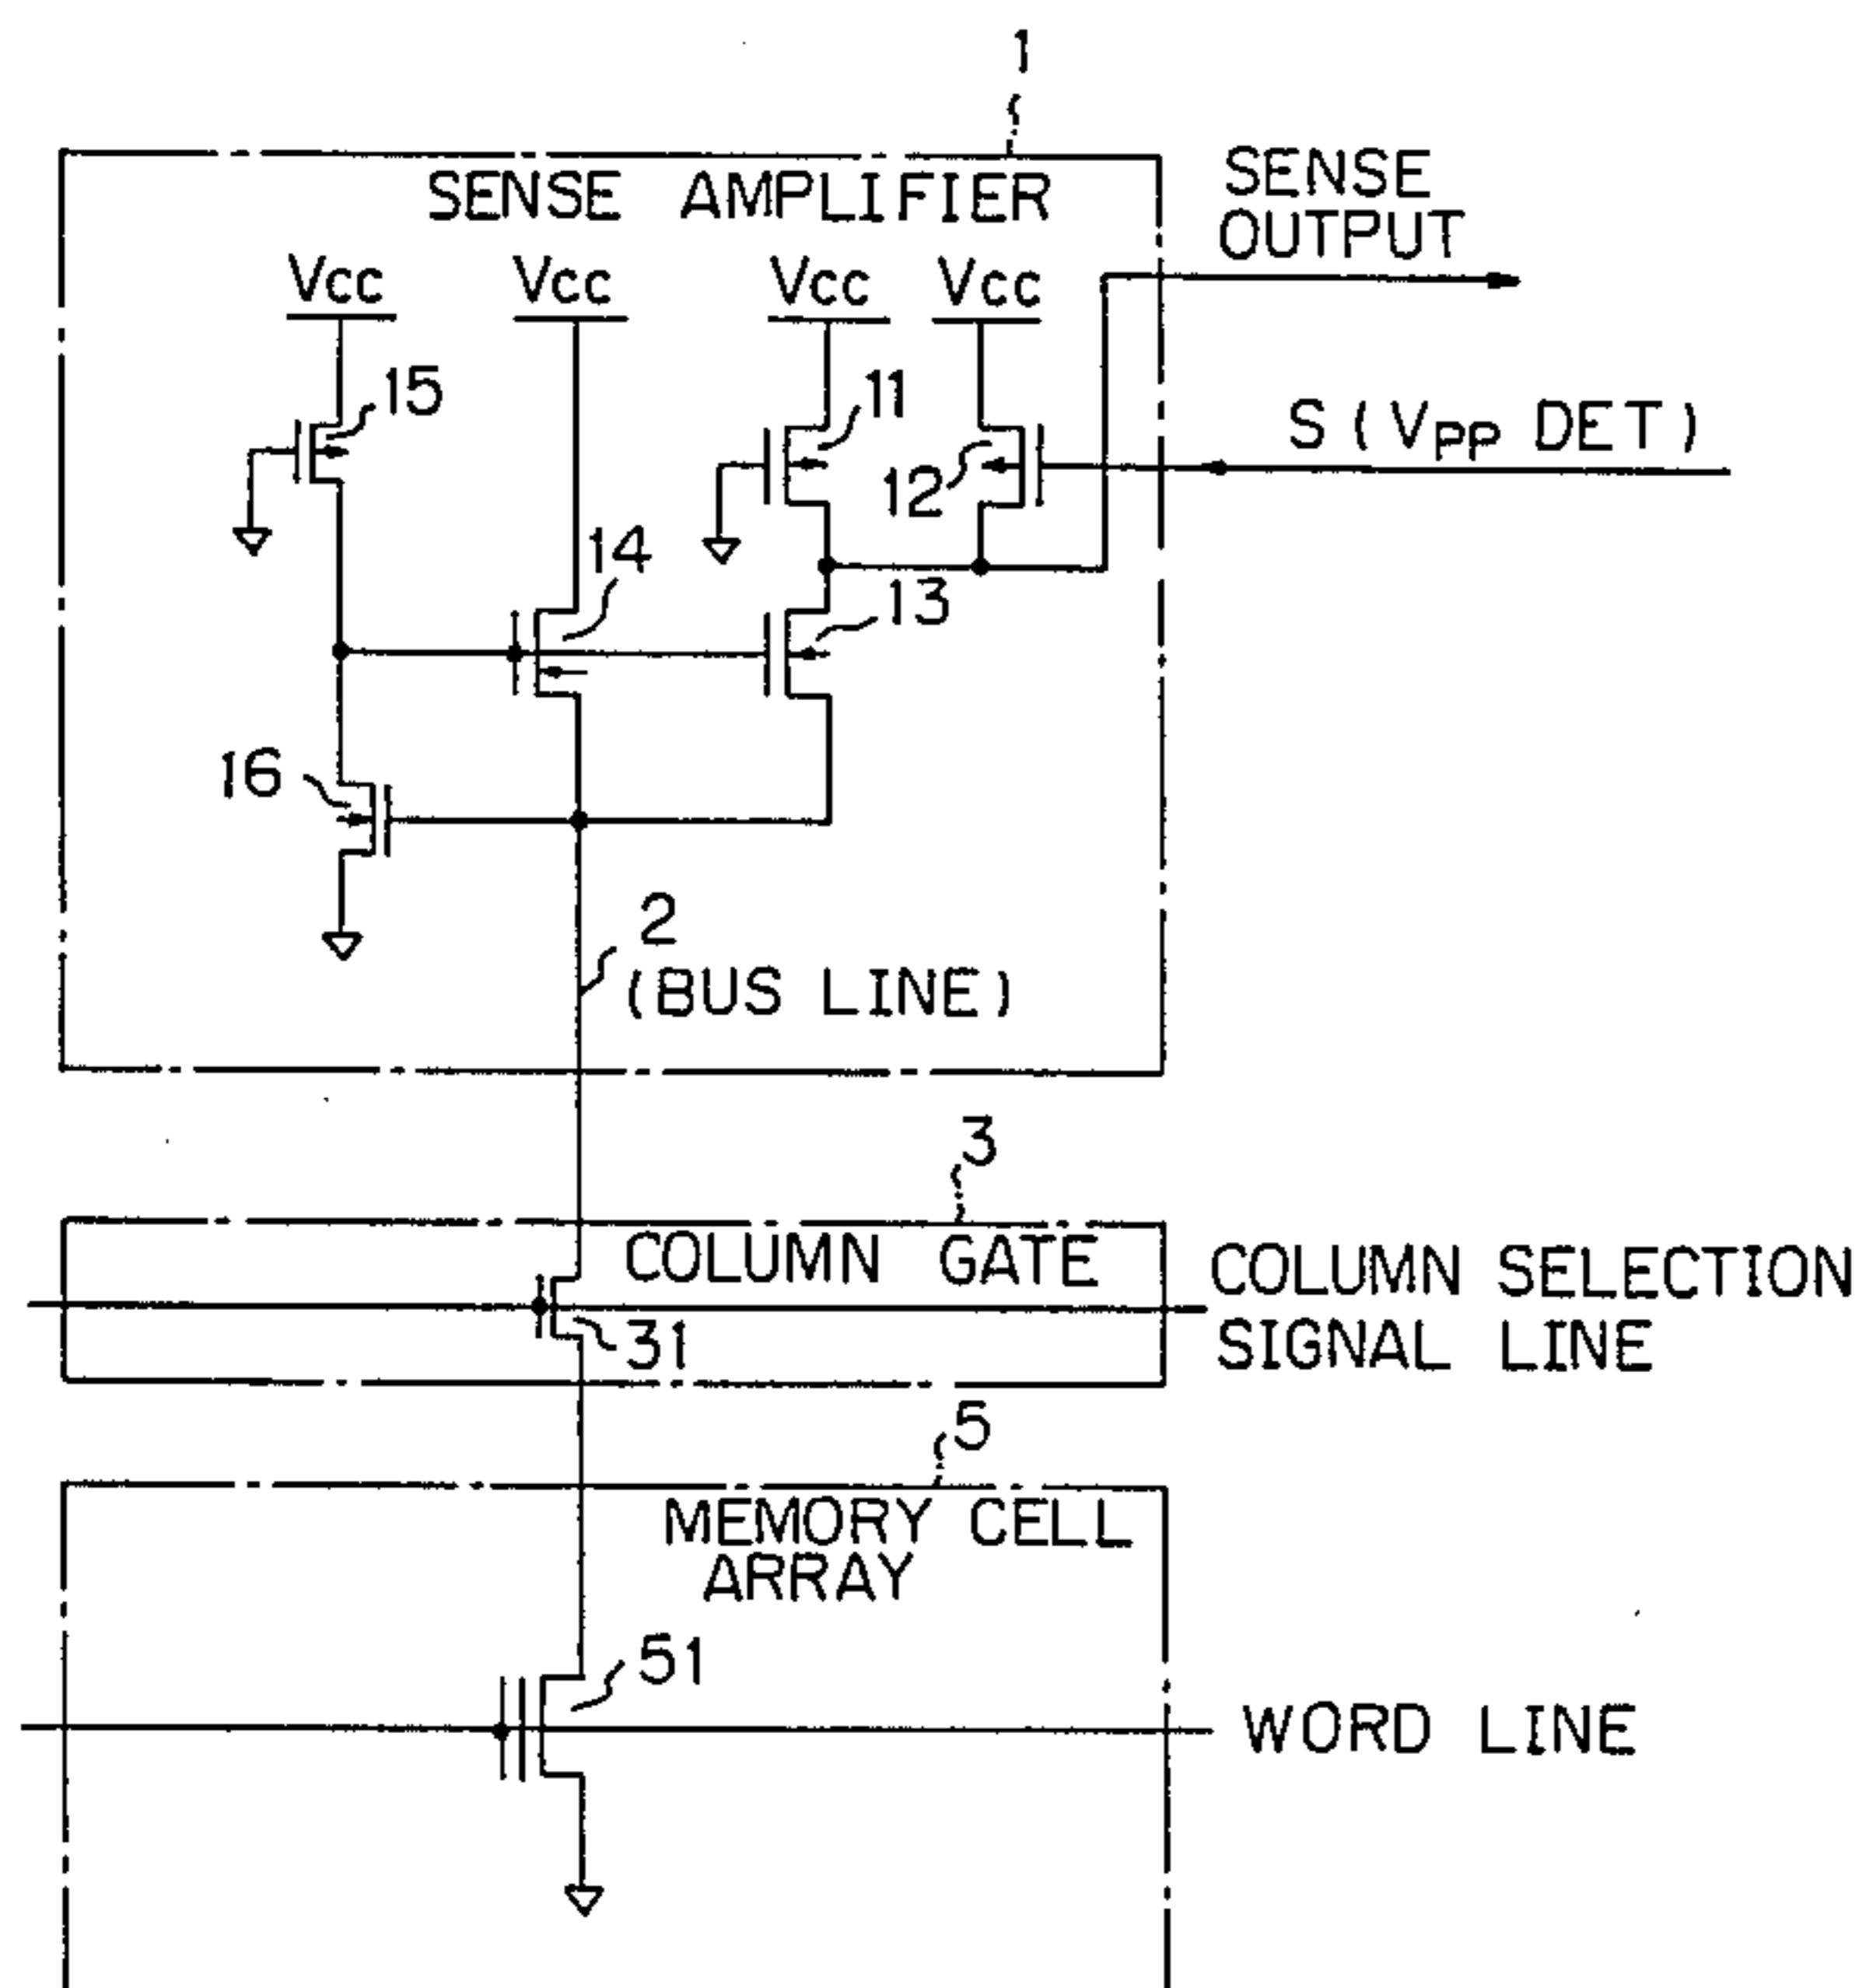 1
SENSE AMPLIFIER
SENSE
OUTPUT
Vcc
Vcc
Vcc
Vcc
15
11
12
S (VPP DET)
14
13
16
2
(BUS LINE)
3
COLUMN GATE
COLUMN SELECTION
SIGNAL LINE
31
5
MEMORY CELL
ARRAY
51
WORD LINE